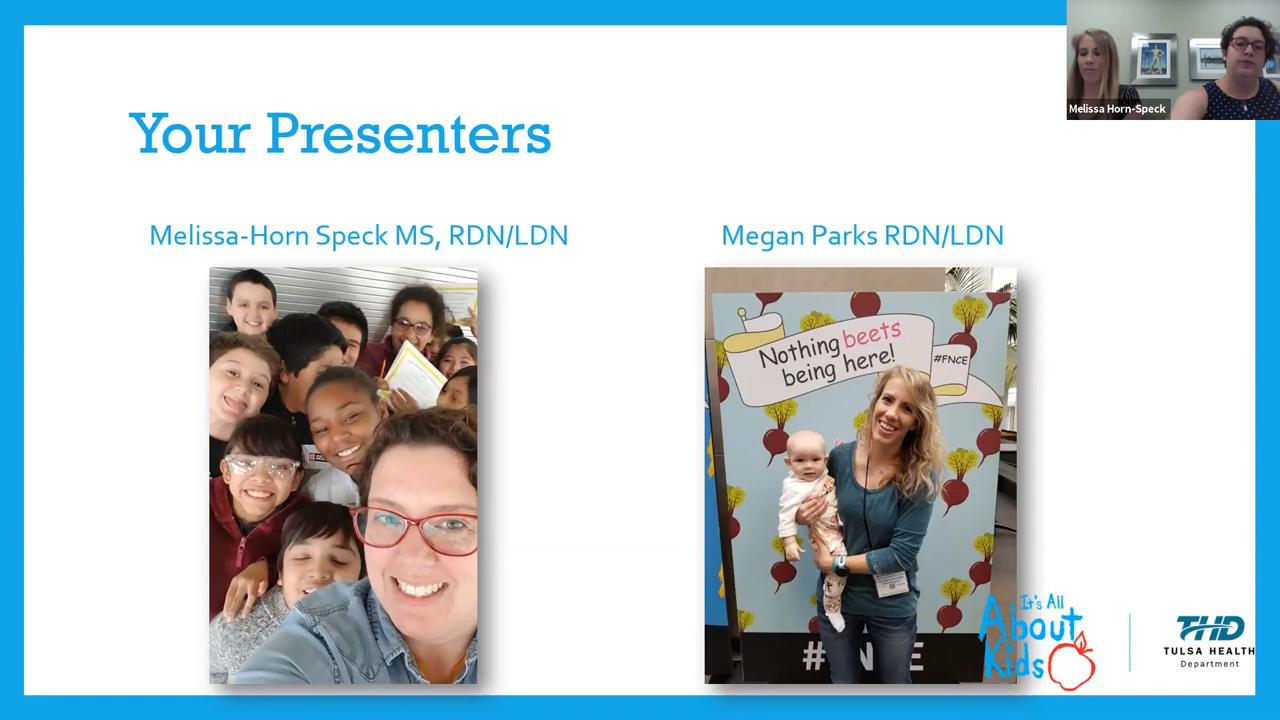 Your Presenters
Melissa Horn-Speck
Melissa-Horn Speck MS, RDN/LDN
Megan Parks RDN/LDN
Nothing beets
being here!
#FNCE
It's All
About
Kids
THD
TULSA HEALTH
Department